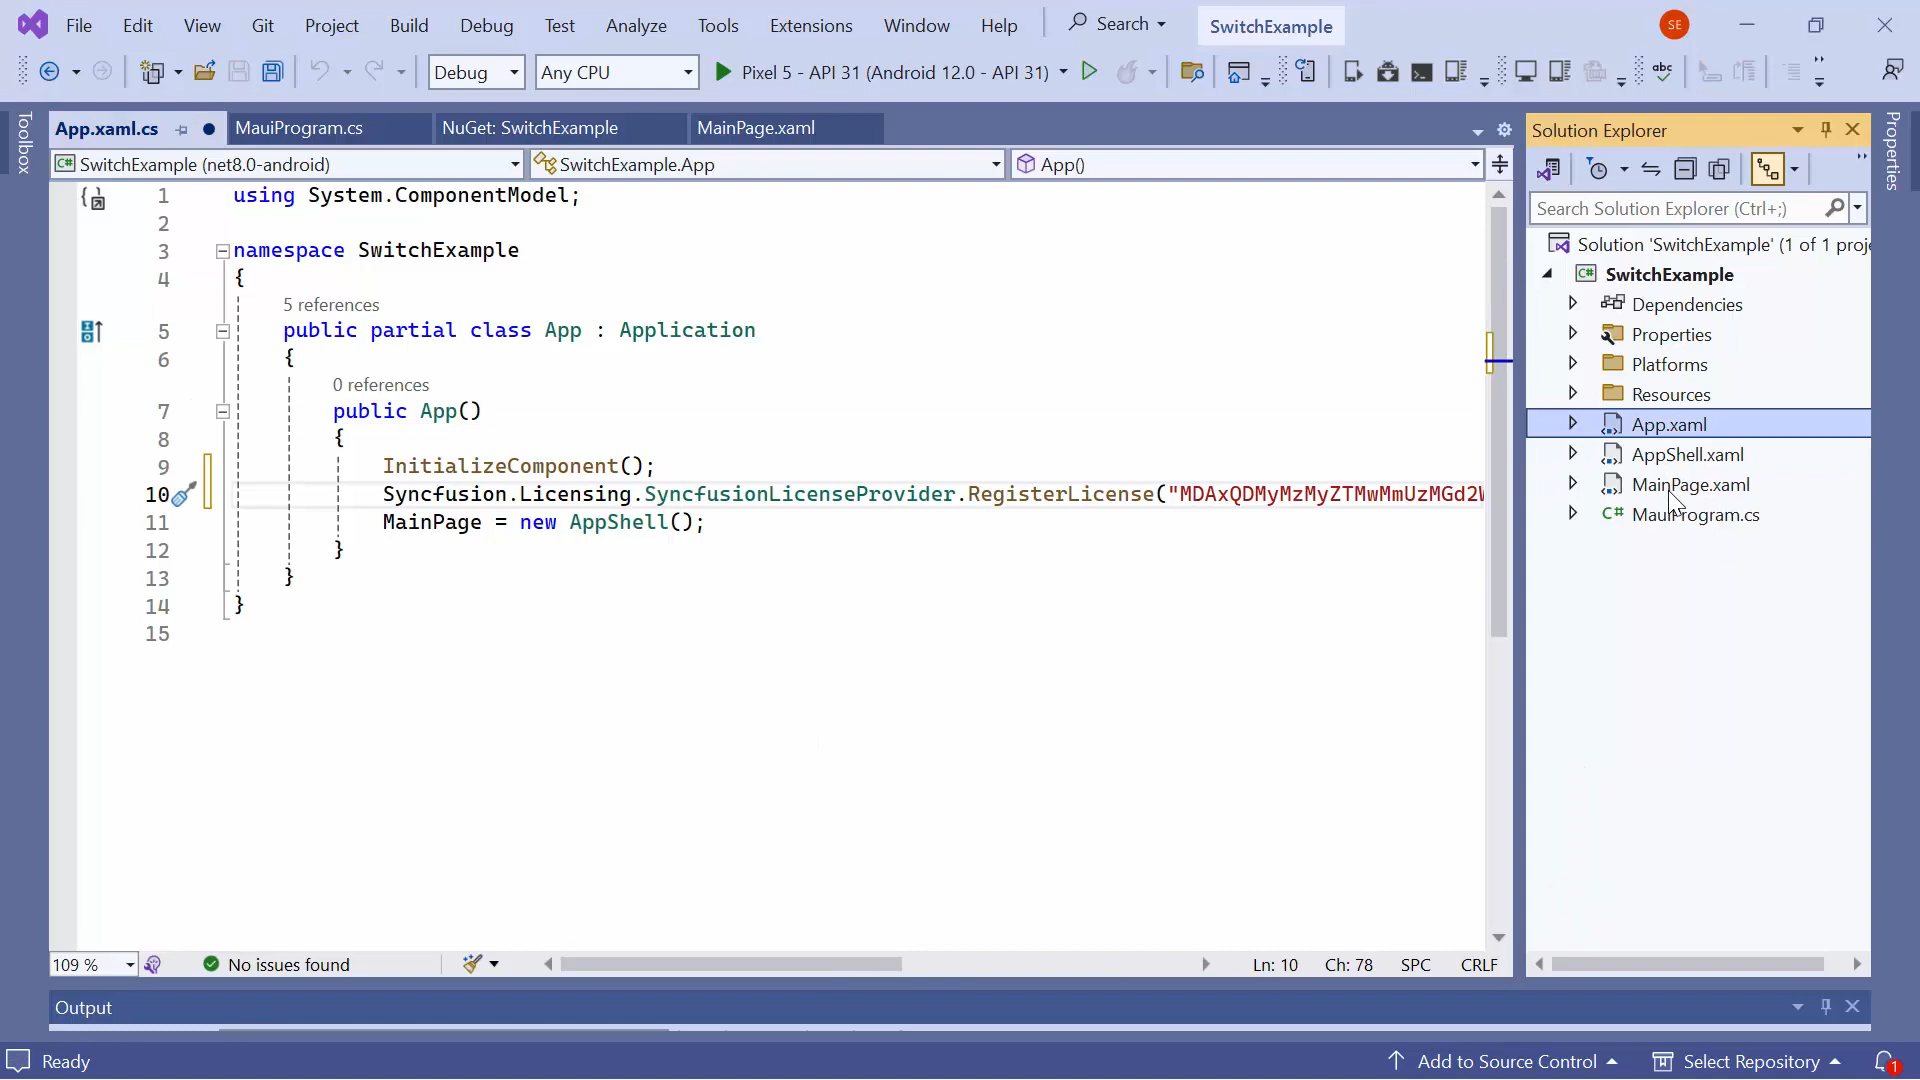 File Edit View Git Project Build Debug Test Analyze Tools Extensions Window Help Search SwitchExample SE
Debug Any CPU Pixel 5 - API 31 (Android 12.0 - API 31) abc
Toolbox
App.xaml.cs MauiProgram.cs NuGet: SwitchExample MainPage.xaml
C# SwitchExample (net8.0-android) SwitchExample.App App()
1 using System.ComponentModel;
2
3 namespace SwitchExample
4 {
5 references
5 public partial class App : Application
6 {
0 references
7 public App()
8 {
9 InitializeComponent();
10 Syncfusion.Licensing.SyncfusionLicenseProvider.RegisterLicense("MDAxQDMyMzMyZTMwMmUzMGd2W
11 MainPage = new AppShell();
12 }
13 }
14 }
15
109 % No issues found Ln: 10 Ch: 78 SPC CRLF
Solution Explorer
Search Solution Explorer (Ctrl+;)
Solution 'SwitchExample' (1 of 1 proje
C# SwitchExample
Dependencies
Properties
Platforms
Resources
App.xaml
AppShell.xaml
MainPage.xaml
C# MauiProgram.cs
Properties
Output
Ready Add to Source Control Select Repository 1